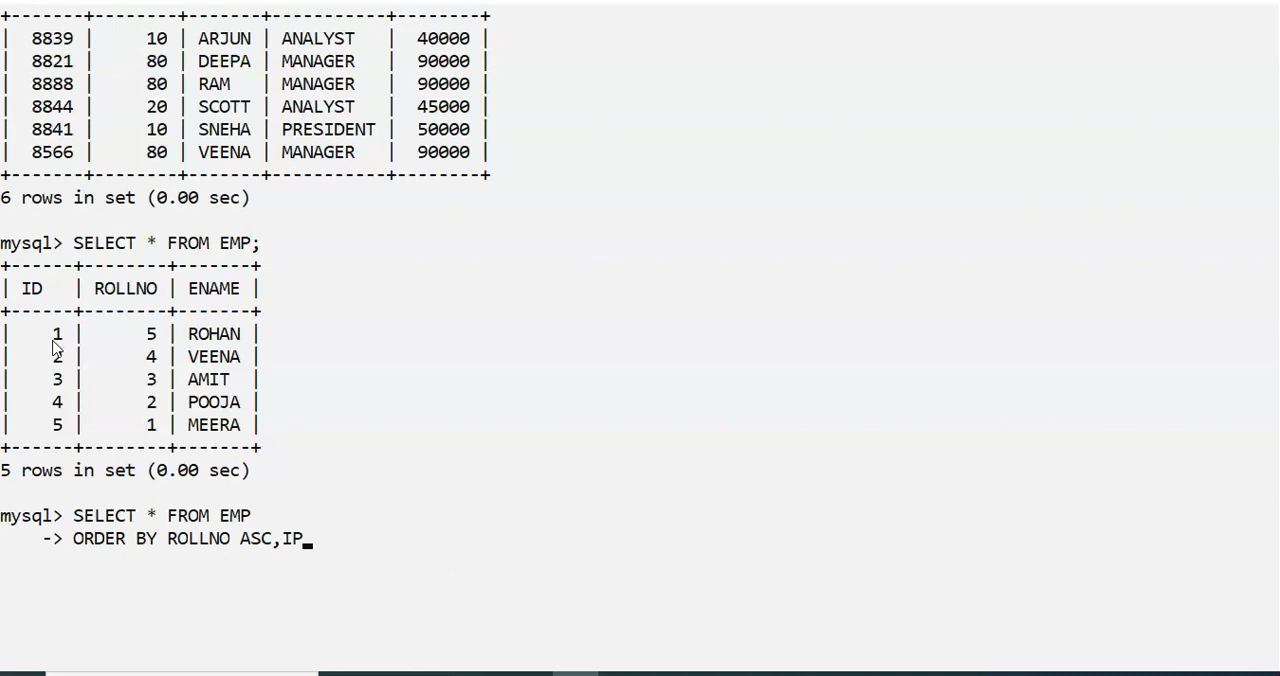 +-------+--------+-------+-----------+--------+
|  8839 |     10 | ARJUN | ANALYST   |  40000 |
|  8821 |     80 | DEEPA | MANAGER   |  90000 |
|  8888 |     80 | RAM   | MANAGER   |  90000 |
|  8844 |     20 | SCOTT | ANALYST   |  45000 |
|  8841 |     10 | SNEHA | PRESIDENT |  50000 |
|  8566 |     80 | VEENA | MANAGER   |  90000 |
+-------+--------+-------+-----------+--------+
6 rows in set (0.00 sec)
mysql> SELECT * FROM EMP;
+------+--------+-------+
| ID   | ROLLNO | ENAME |
+------+--------+-------+
|    1 |      5 | ROHAN |
|    2 |      4 | VEENA |
|    3 |      3 | AMIT  |
|    4 |      2 | POOJA |
|    5 |      1 | MEERA |
+------+--------+-------+
5 rows in set (0.00 sec)
mysql> SELECT * FROM EMP
    -> ORDER BY ROLLNO ASC,IP